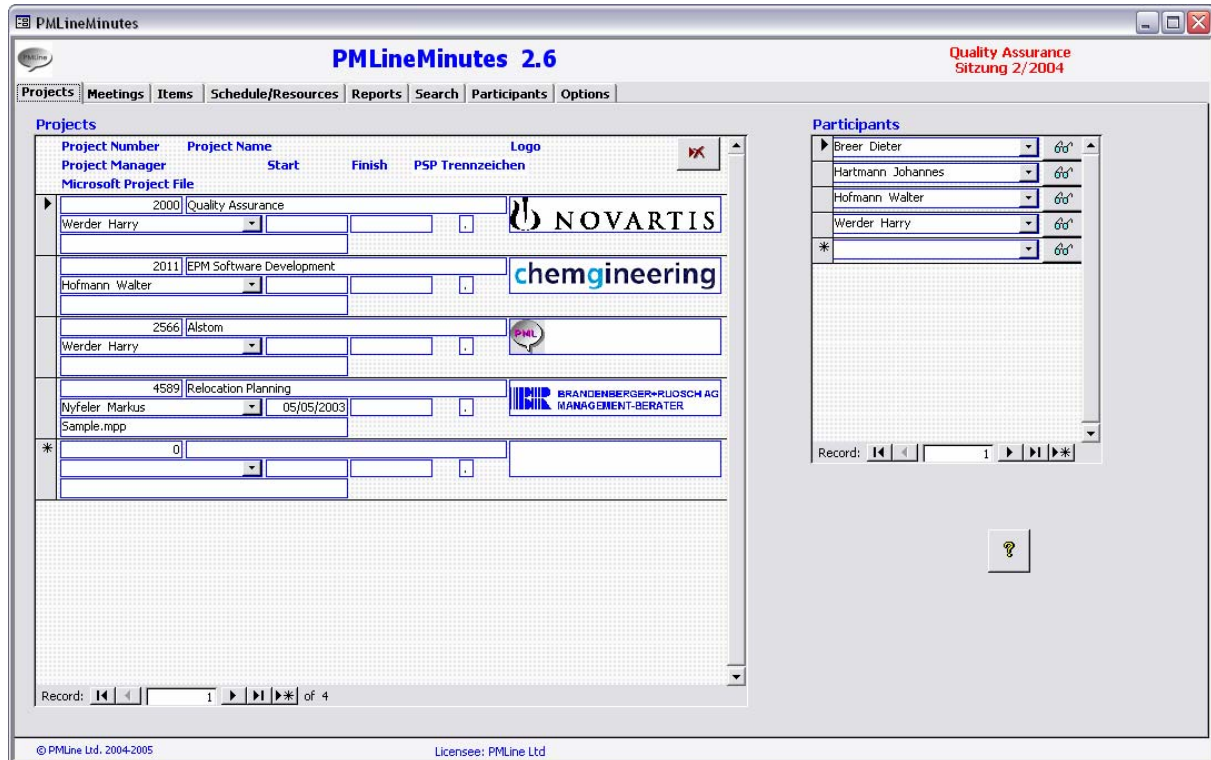 PMLineMinutes
PMLine
PMLineMinutes 2.6
Quality Assurance
Sitzung 2/2004
Projects Meetings Items Schedule/Resources Reports Search Participants Options
Projects
Project Number Project Name Logo
Project Manager Start Finish PSP Trennzeichen
Microsoft Project File
2000 Quality Assurance
Werder Harry .
NOVARTIS
2011 EPM Software Development
Hofmann Walter .
chemgineering
2566 Alstom
Werder Harry .
PML
4589 Relocation Planning
Nyfeler Markus 05/05/2003 .
Sample.mpp
BRANDENBERGER+RUOSCH AG
MANAGEMENT-BERATER
0
.
Record: 1 of 4
Participants
Breer Dieter
Hartmann Johannes
Hofmann Walter
Werder Harry
Record: 1
?
© PMLine Ltd. 2004-2005
Licensee: PMLine Ltd